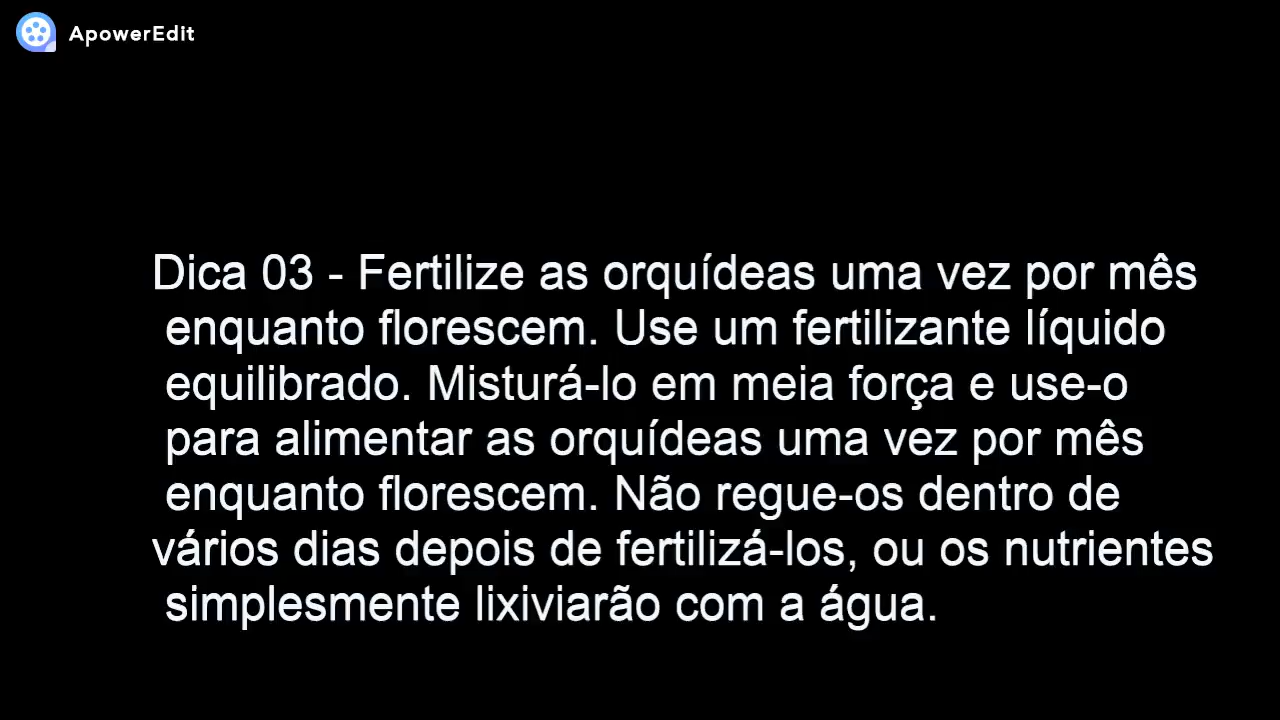 ApowerEdit
Dica 03 - Fertilize as orquídeas uma vez por mês
enquanto florescem. Use um fertilizante líquido
equilibrado. Misturá-lo em meia força e use-o
para alimentar as orquídeas uma vez por mês
enquanto florescem. Não regue-os dentro de
vários dias depois de fertilizá-los, ou os nutrientes
simplesmente lixiviarão com a água.